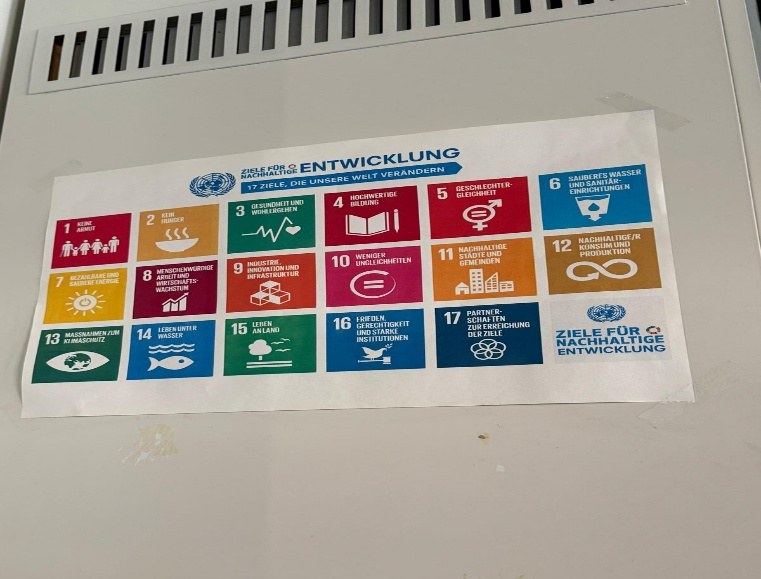 ZIELE FÜR
NACHHALTIGE
ENTWICKLUNG
17 ZIELE, DIE UNSERE WELT VERÄNDERN
1 KEINE
ARMUT
2 KEIN
HUNGER
3 GESUNDHEIT UND
WOHLERGEHEN
4 HOCHWERTIGE
BILDUNG
5 GESCHLECHTER-
GLEICHHEIT
6 SAUBERES WASSER
UND SANITÄR-
EINRICHTUNGEN
7 BEZAHLBARE UND
SAUBERE ENERGIE
8 MENSCHENWÜRDIGE
ARBEIT UND
WIRTSCHAFTS-
WACHSTUM
9 INDUSTRIE,
INNOVATION UND
INFRASTRUKTUR
10 WENIGER
UNGLEICHHEITEN
11 NACHHALTIGE
STÄDTE UND
GEMEINDEN
12 NACHHALTIGE/R
KONSUM UND
PRODUKTION
13 MASSNAHMEN ZUM
KLIMASCHUTZ
14 LEBEN UNTER
WASSER
15 LEBEN
AN LAND
16 FRIEDEN,
GERECHTIGKEIT
UND STARKE
INSTITUTIONEN
17 PARTNER-
SCHAFTEN
ZUR ERREICHUNG
DER ZIELE
ZIELE FÜR
NACHHALTIGE
ENTWICKLUNG